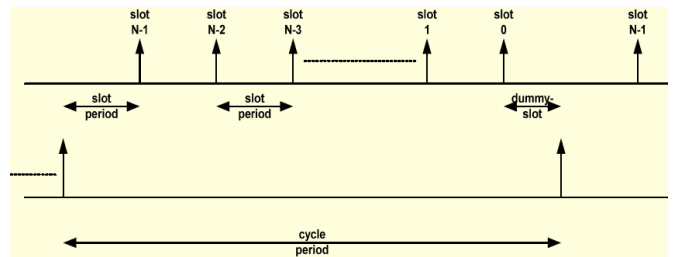 slot slot slot slot slot slot
N-1 N-2 N-3 1 0 N-1
slot slot dummy-
period period slot
cycle
period